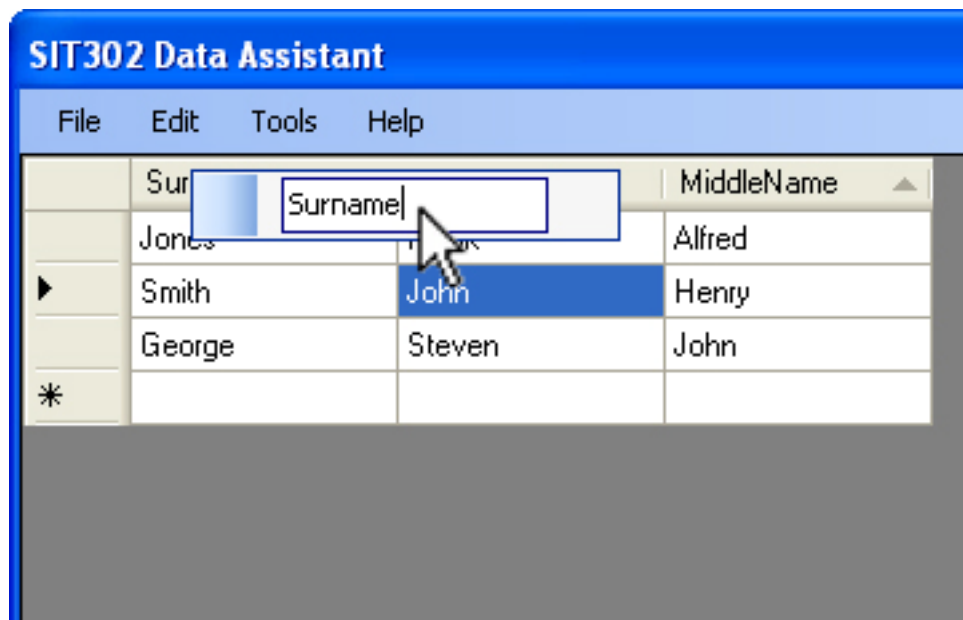 SIT302 Data Assistant
File Edit Tools Help
Sur Surname MiddleName
Jones Alfred
Smith John Henry
George Steven John